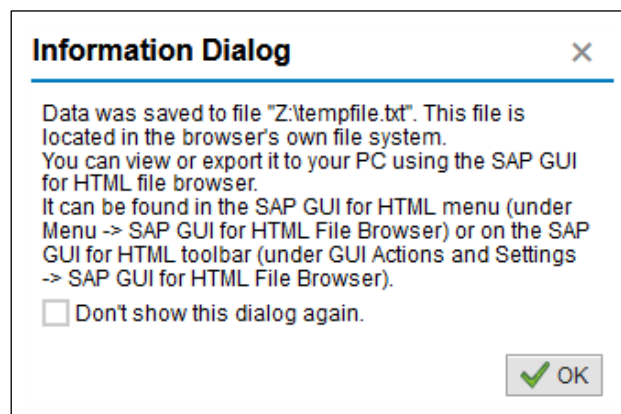 Information Dialog
Data was saved to file "Z:\tempfile.txt". This file is
located in the browser's own file system.
You can view or export it to your PC using the SAP GUI
for HTML file browser.
It can be found in the SAP GUI for HTML menu (under
Menu -> SAP GUI for HTML File Browser) or on the SAP
GUI for HTML toolbar (under GUI Actions and Settings
-> SAP GUI for HTML File Browser).
Don't show this dialog again.
OK